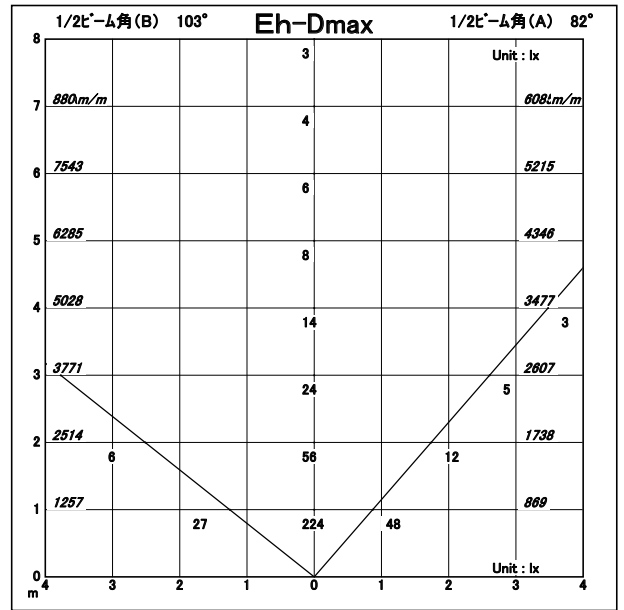 1/2ﾋﾞｰﾑ角(B) 103° Eh-Dmax 1/2ﾋﾞｰﾑ角(A) 82°
8 3 Unit : lx
7 4
6 7543 6 5215
5 6285 8 4346
4 5028 14 3477 3
3 3771 24 2607 5
2 2514 6 56 12 1738
1 1257 27 224 48 869
0 Unit : lx
4 3 2 1 0 1 2 3 4
m